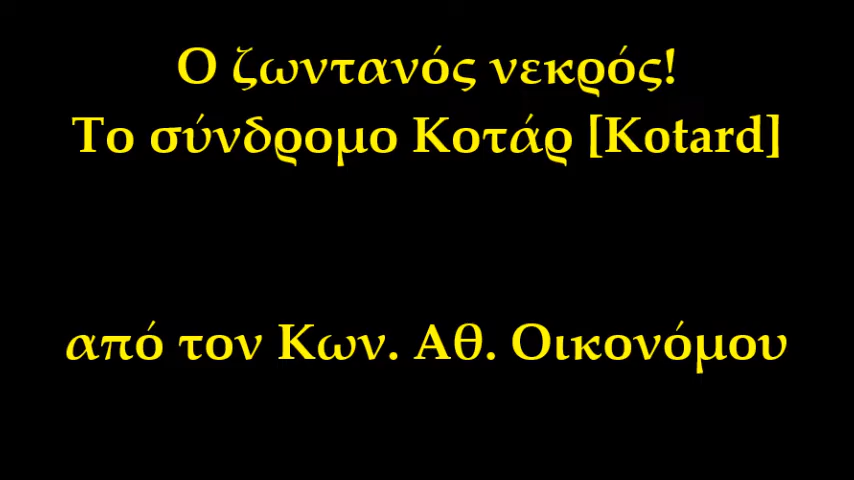 Ο ζωντανός νεκρός!
Το σύνδρομο Κοτάρ [Kotard]
από τον Κων. Αθ. Οικονόμου